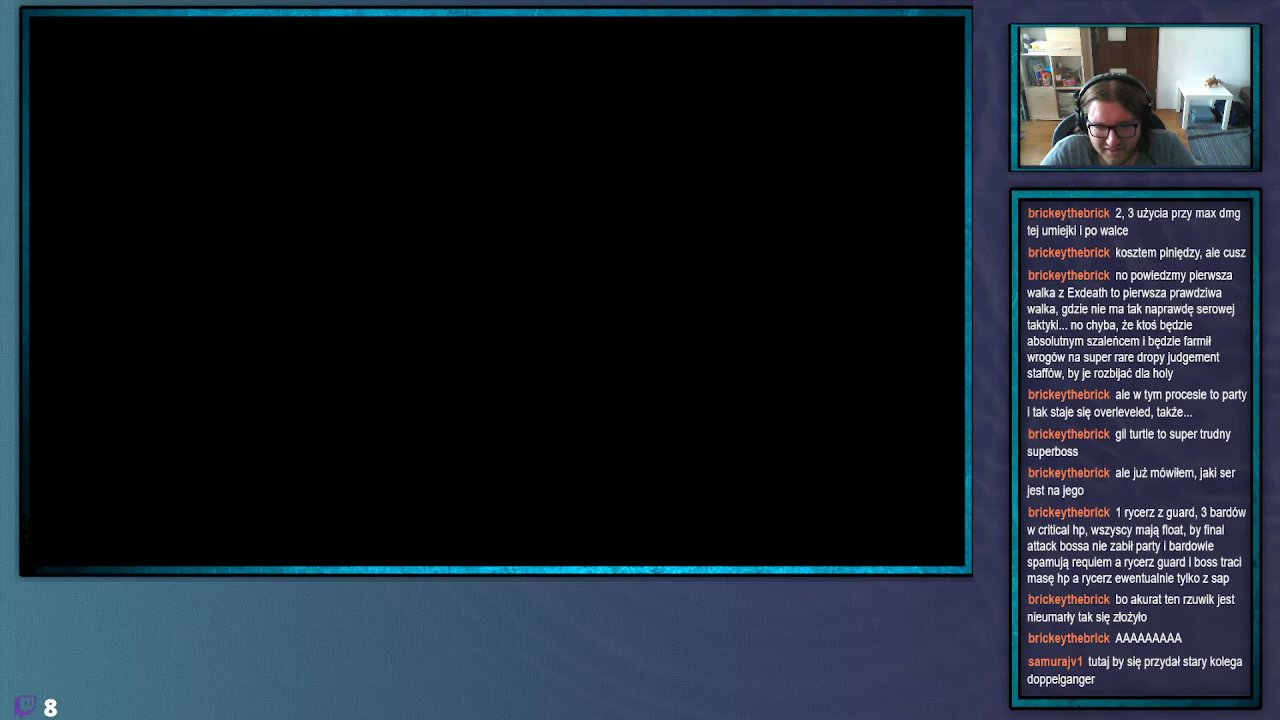 brickeythebrick 2, 3 użycia przy max dmg
tej umiejki i po walce
brickeythebrick kosztem piniędzy, ale cusz
brickeythebrick no powiedzmy pierwsza
walka z Exdeath to pierwsza prawdziwa
walka, gdzie nie ma tak naprawdę serowej
taktyki... no chyba, że ktoś będzie
absolutnym szaleńcem i będzie farmił
wrogów na super rare dropy judgement
staffów, by je rozbijać dla holy
brickeythebrick ale w tym procesie to party
i tak staje się overleveled, także...
brickeythebrick gil turtle to super trudny
superboss
brickeythebrick ale już mówiłem, jaki ser
jest na jego
brickeythebrick 1 rycerz z guard, 3 bardów
w critical hp, wszyscy mają float, by final
attack bossa nie zabił party i bardowie
spamują requiem a rycerz guard i boss traci
masę hp a rycerz ewentualnie tylko z sap
brickeythebrick bo akurat ten rzuwik jest
nieumarły tak się złożyło
brickeythebrick AAAAAAAAA
samurajv1 tutaj by się przydał stary kolega
doppelganger
8